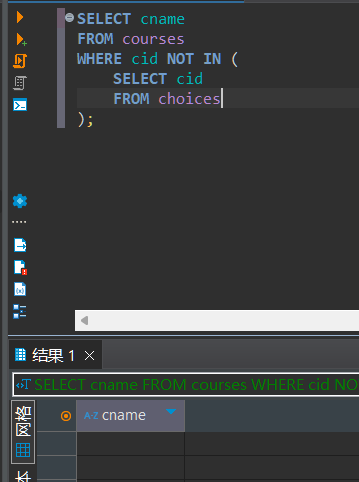 SELECT cname
FROM courses
WHERE cid NOT IN (
SELECT cid
FROM choices
);
结果 1
SELECT cname FROM courses WHERE cid NO
网格
A-Z cname